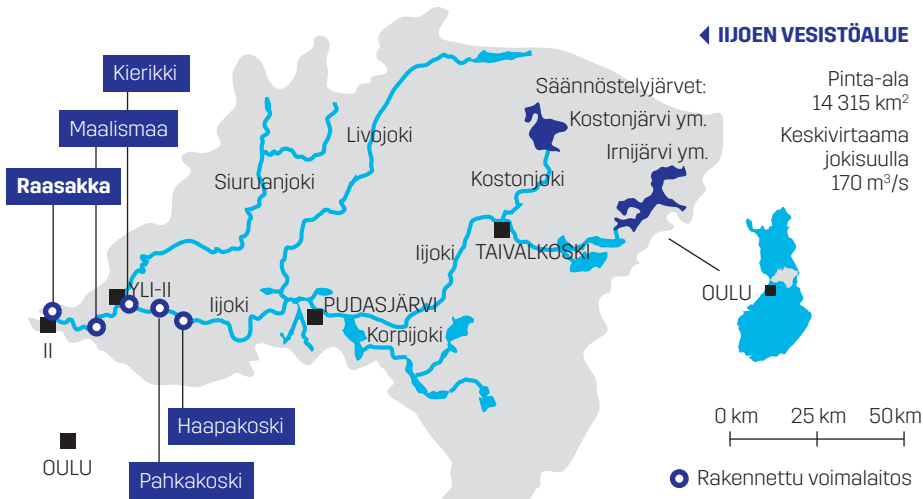 IIJOEN VESISTÖALUE
Pinta-ala
14 315 km²
Keskivirtaama
jokisuulla
170 m³/s
Kierikki
Maalismaa
Raasakka
Säännöstelyjärvet:
Kostonjärvi ym.
Irnijärvi ym.
Livojoki
Siuruanjoki
Kostonjoki
Iijoki
TAIVALKOSKI
OULU
YLI-II
Iijoki
PUDASJÄRVI
Korpijoki
II
Haapakoski
OULU
Pahkakoski
0 km 25 km 50 km
Rakennettu voimalaitos